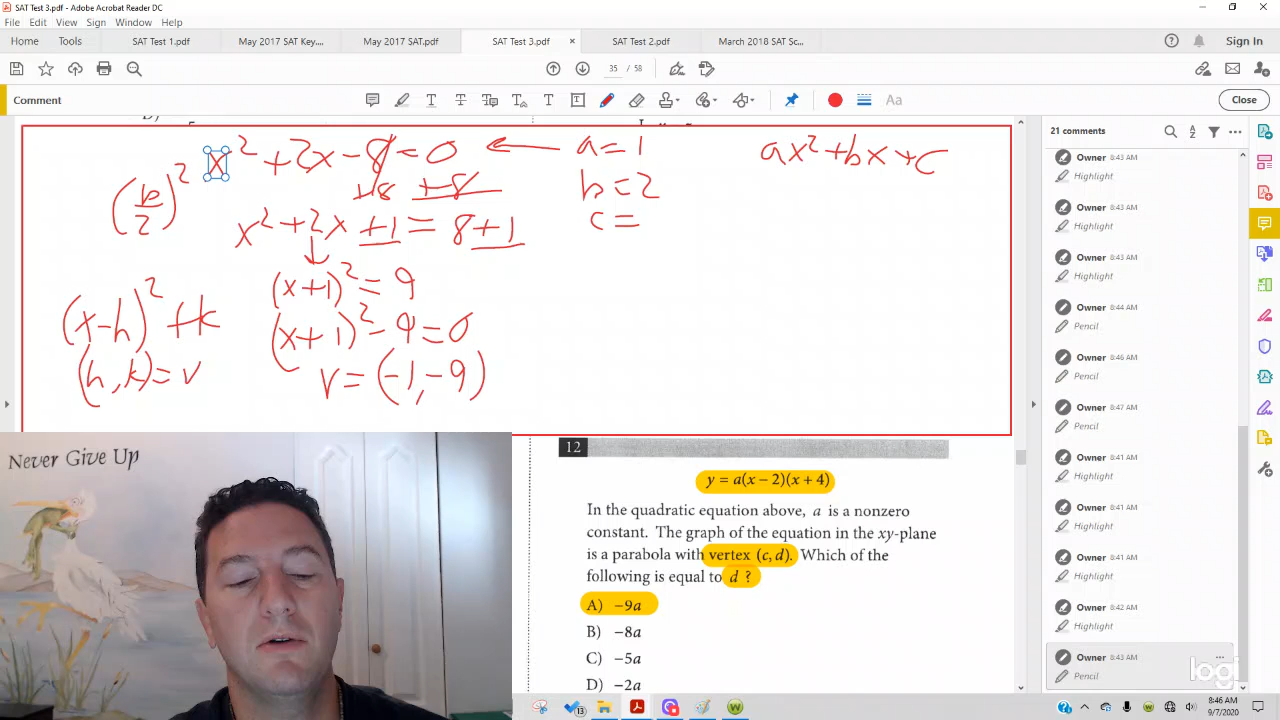 SAT Test 3.pdf - Adobe Acrobat Reader DC
File Edit View Sign Window Help
Home Tools SAT Test 1.pdf May 2017 SAT Key... May 2017 SAT.pdf SAT Test 3.pdf × SAT Test 2.pdf March 2018 SAT Sc... Sign In
35 / 58
Comment Close
21 comments
x² + 2x - 8 = 0 ← a = 1 ax² + bx + c
+8 +8 b = 2
(b/2)²
x² + 2x +1 = 8 + 1 c =
(x+1)² = 9
(x-h)² + k (x+1)² - 9 = 0
(h, k) = v v = (-1, -9)
Owner 8:43 AM
Highlight
Owner 8:43 AM
Highlight
Owner 8:43 AM
Highlight
Owner 8:44 AM
Pencil
Owner 8:46 AM
Pencil
Owner 8:47 AM
Pencil
Owner 8:41 AM
Highlight
Owner 8:41 AM
Highlight
Owner 8:41 AM
Highlight
Owner 8:42 AM
Highlight
Owner 8:43 AM
Pencil
Never Give Up
12
y = a(x − 2)(x + 4)
In the quadratic equation above, a is a nonzero
constant. The graph of the equation in the xy-plane
is a parabola with vertex (c, d). Which of the
following is equal to d ?
A) −9a
B) −8a
C) −5a
D) −2a
logi
13
8:46 AM
9/7/2020